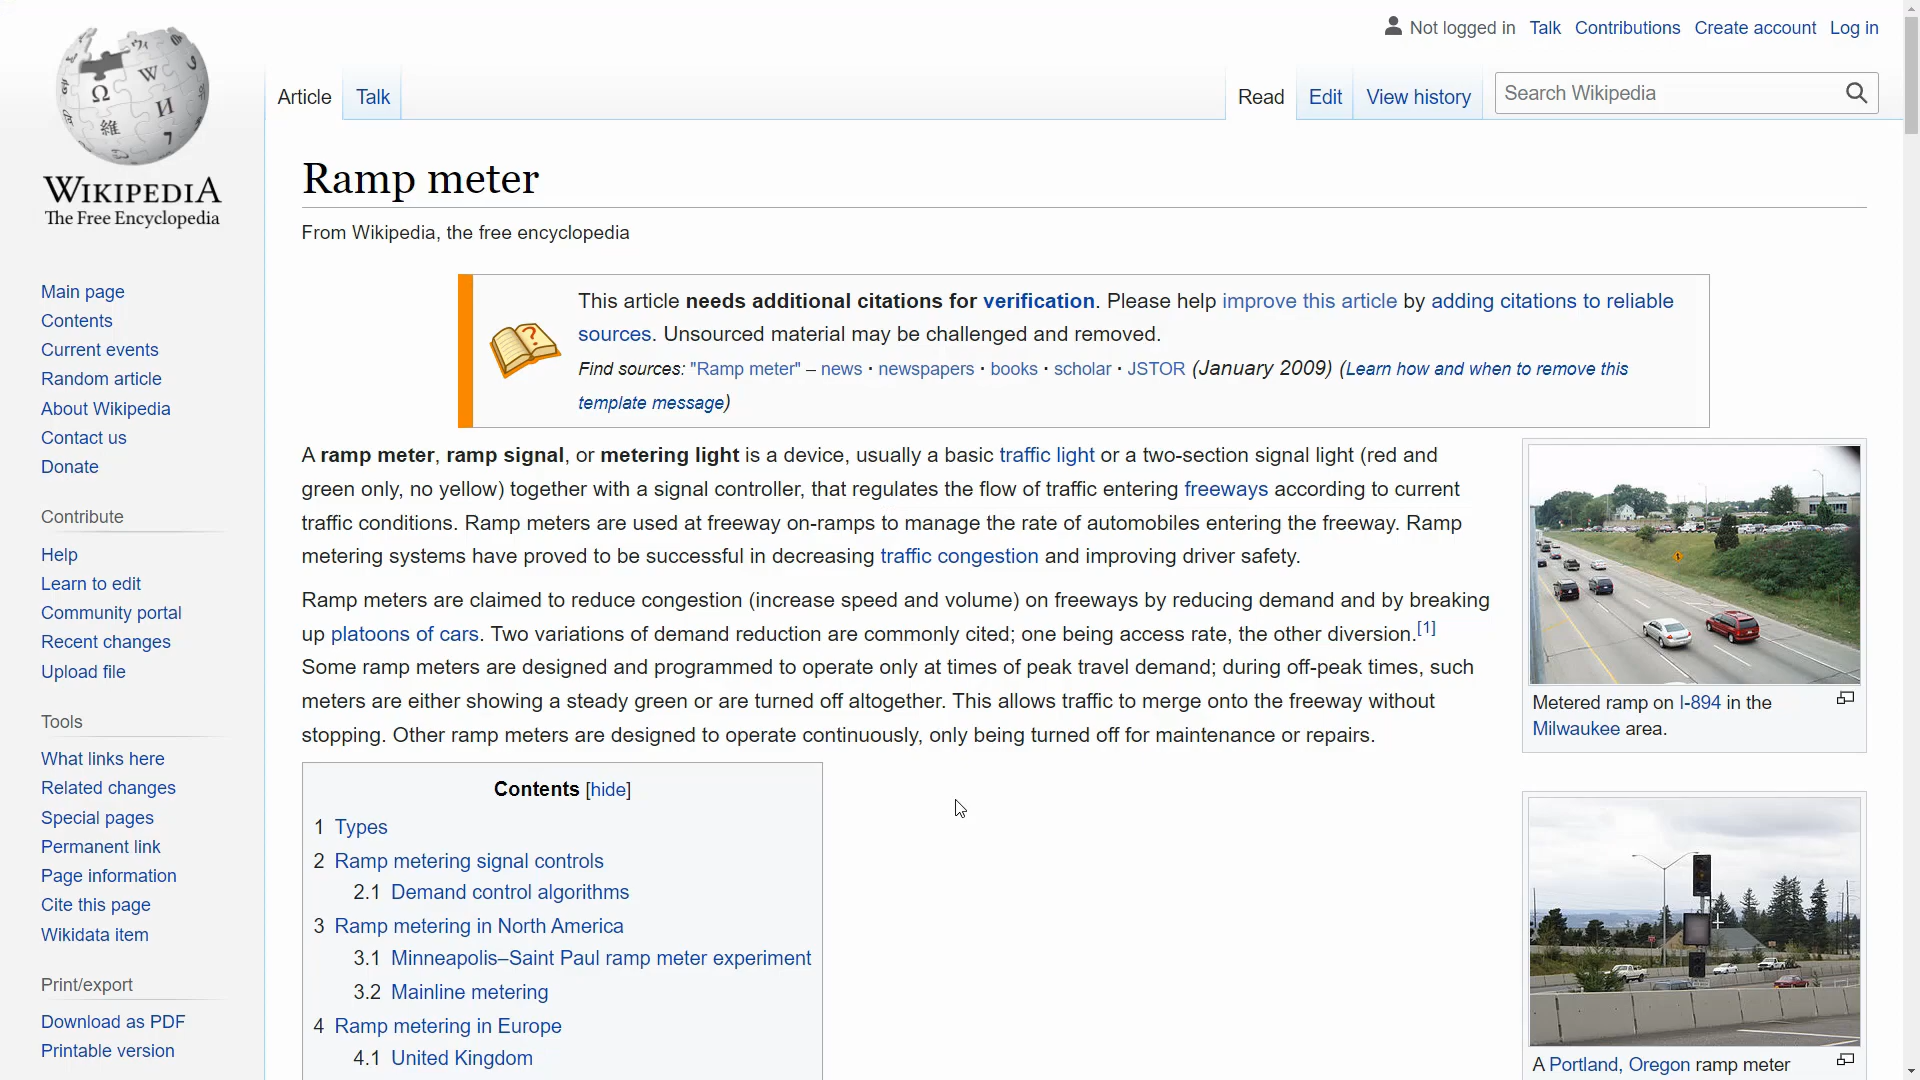 Not logged in Talk Contributions Create account Log in
Article Talk Read Edit View history Search Wikipedia
WIKIPEDIA
The Free Encyclopedia
Main page
Contents
Current events
Random article
About Wikipedia
Contact us
Donate
Contribute
Help
Learn to edit
Community portal
Recent changes
Upload file
Tools
What links here
Related changes
Special pages
Permanent link
Page information
Cite this page
Wikidata item
Print/export
Download as PDF
Printable version
Ramp meter
From Wikipedia, the free encyclopedia
This article needs additional citations for verification. Please help improve this article by adding citations to reliable
sources. Unsourced material may be challenged and removed.
Find sources: "Ramp meter" – news · newspapers · books · scholar · JSTOR (January 2009) (Learn how and when to remove this
template message)
A ramp meter, ramp signal, or metering light is a device, usually a basic traffic light or a two-section signal light (red and
green only, no yellow) together with a signal controller, that regulates the flow of traffic entering freeways according to current
traffic conditions. Ramp meters are used at freeway on-ramps to manage the rate of automobiles entering the freeway. Ramp
metering systems have proved to be successful in decreasing traffic congestion and improving driver safety.
Ramp meters are claimed to reduce congestion (increase speed and volume) on freeways by reducing demand and by breaking
up platoons of cars. Two variations of demand reduction are commonly cited; one being access rate, the other diversion.[1]
Some ramp meters are designed and programmed to operate only at times of peak travel demand; during off-peak times, such
meters are either showing a steady green or are turned off altogether. This allows traffic to merge onto the freeway without
stopping. Other ramp meters are designed to operate continuously, only being turned off for maintenance or repairs.
Contents [hide]
1 Types
2 Ramp metering signal controls
2.1 Demand control algorithms
3 Ramp metering in North America
3.1 Minneapolis–Saint Paul ramp meter experiment
3.2 Mainline metering
4 Ramp metering in Europe
4.1 United Kingdom
Metered ramp on I-894 in the
Milwaukee area.
A Portland, Oregon ramp meter